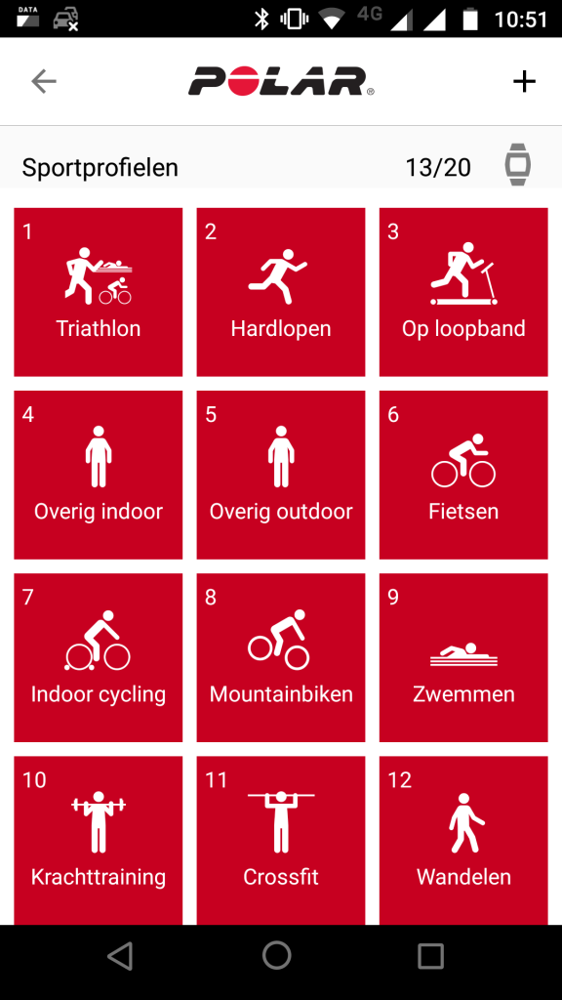 DATA
4G
10:51
POLAR®
Sportprofielen
13/20
1
Triathlon
2
Hardlopen
3
Op loopband
4
Overig indoor
5
Overig outdoor
6
Fietsen
7
Indoor cycling
8
Mountainbiken
9
Zwemmen
10
Krachttraining
11
Crossfit
12
Wandelen